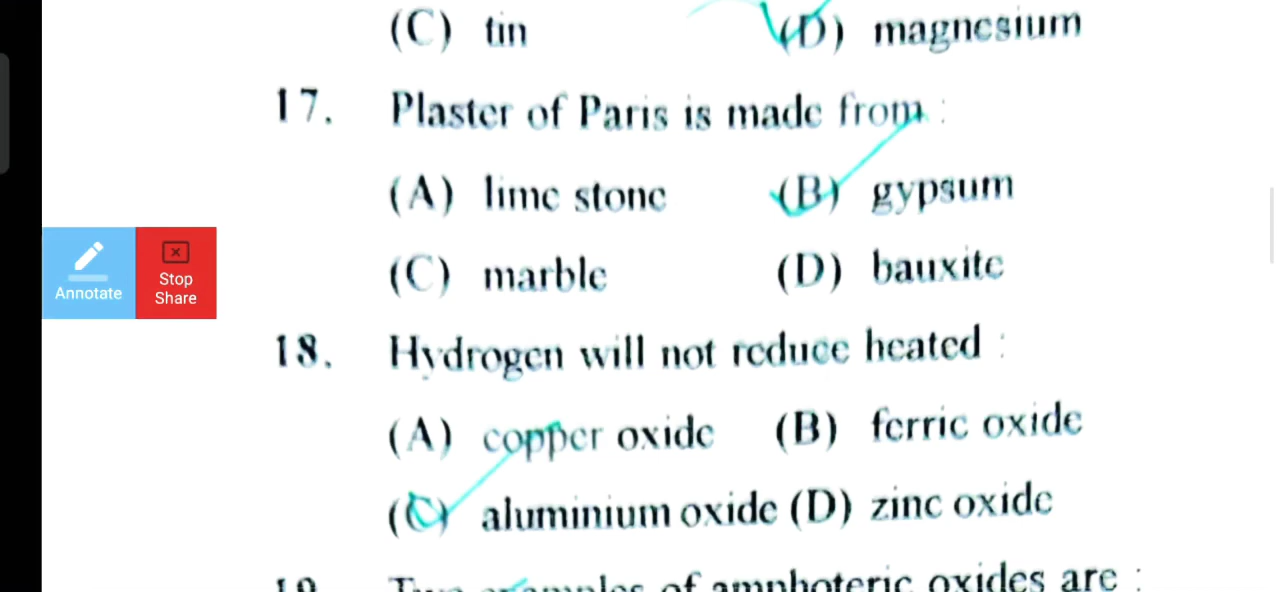 (C) tin (D) magnesium
17. Plaster of Paris is made from :
(A) lime stone (B) gypsum
(C) marble (D) bauxite
Annotate
Stop
Share
18. Hydrogen will not reduce heated :
(A) copper oxide (B) ferric oxide
(C) aluminium oxide (D) zinc oxide
of amphoteric oxides are :